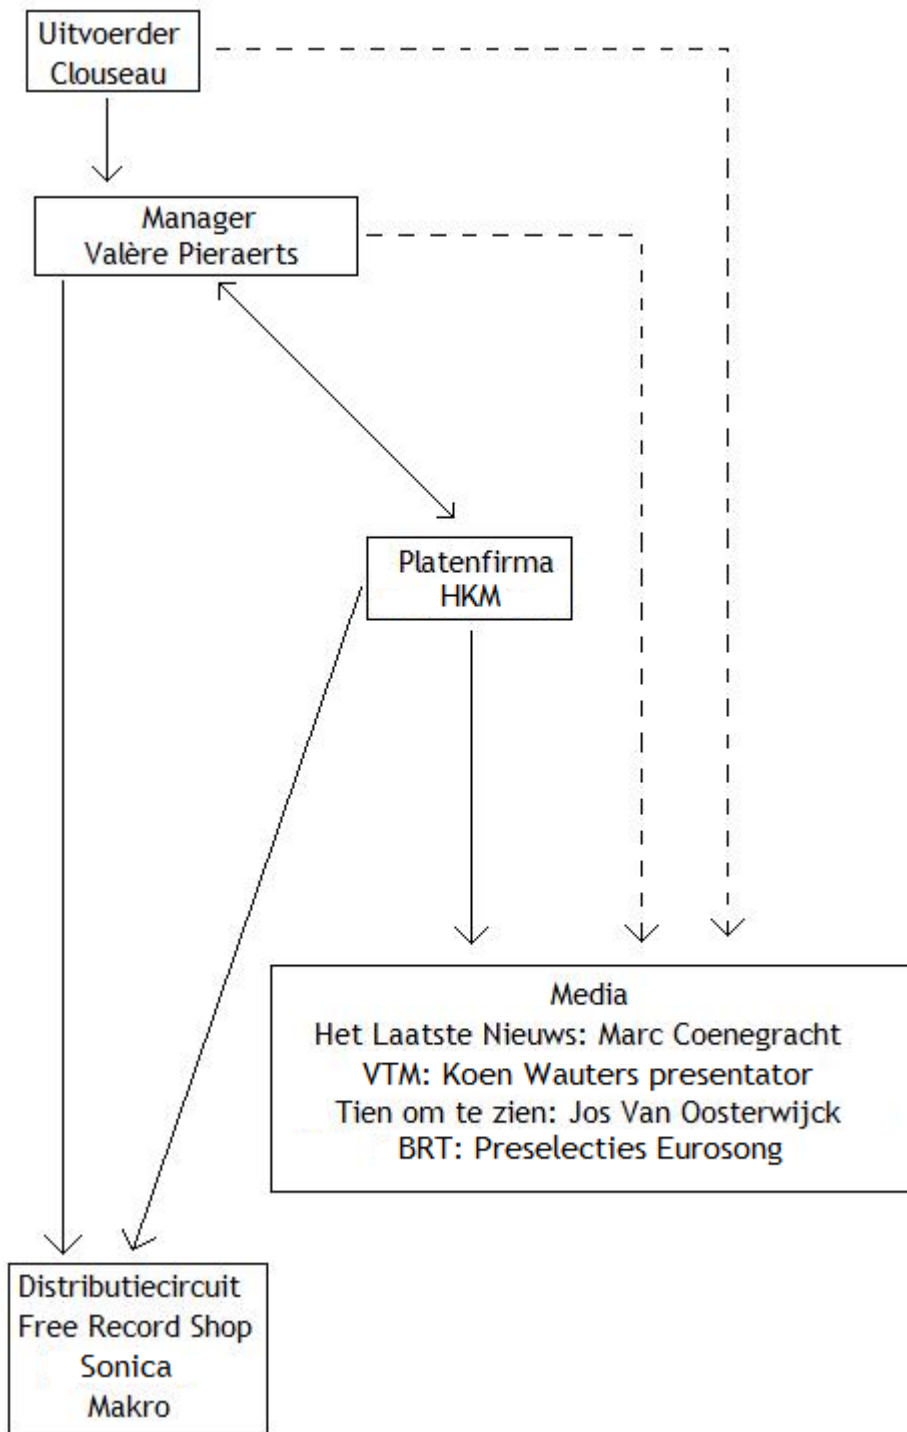 Uitvoerder
Clouseau
Manager
Valère Pieraerts
Platenfirma
HKM
Media
Het Laatste Nieuws: Marc Coenegracht
VTM: Koen Wauters presentator
Tien om te zien: Jos Van Oosterwijck
BRT: Preselecties Eurosong
Distributiecircuit
Free Record Shop
Sonica
Makro